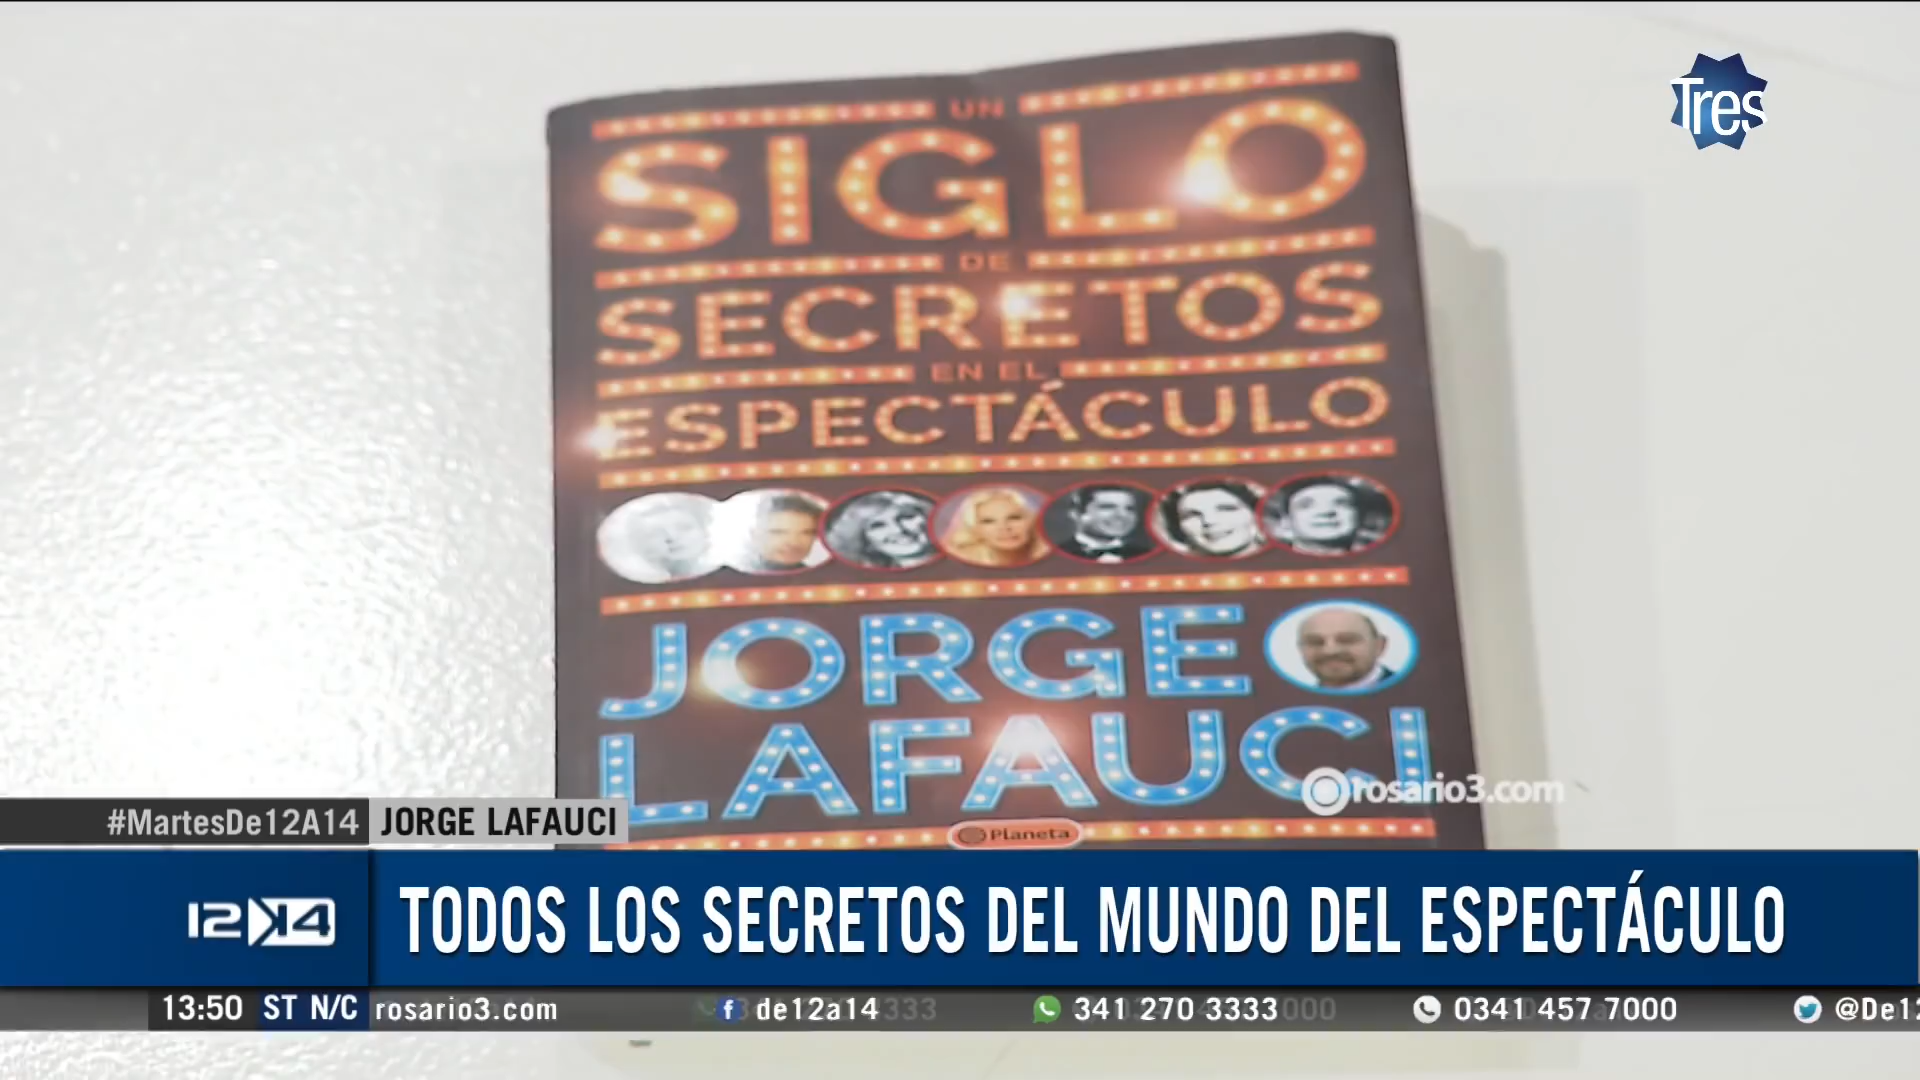 Tres
UN
SIGLO
DE
SECRETOS
EN EL
ESPECTÁCULO
JORGE
LAFAUCI
Planeta
rosario3.com
#MartesDe12A14 JORGE LAFAUCI
12 14 TODOS LOS SECRETOS DEL MUNDO DEL ESPECTÁCULO
13:50 ST N/C rosario3.com de12a14 341 270 3333 0341 457 7000 @De12